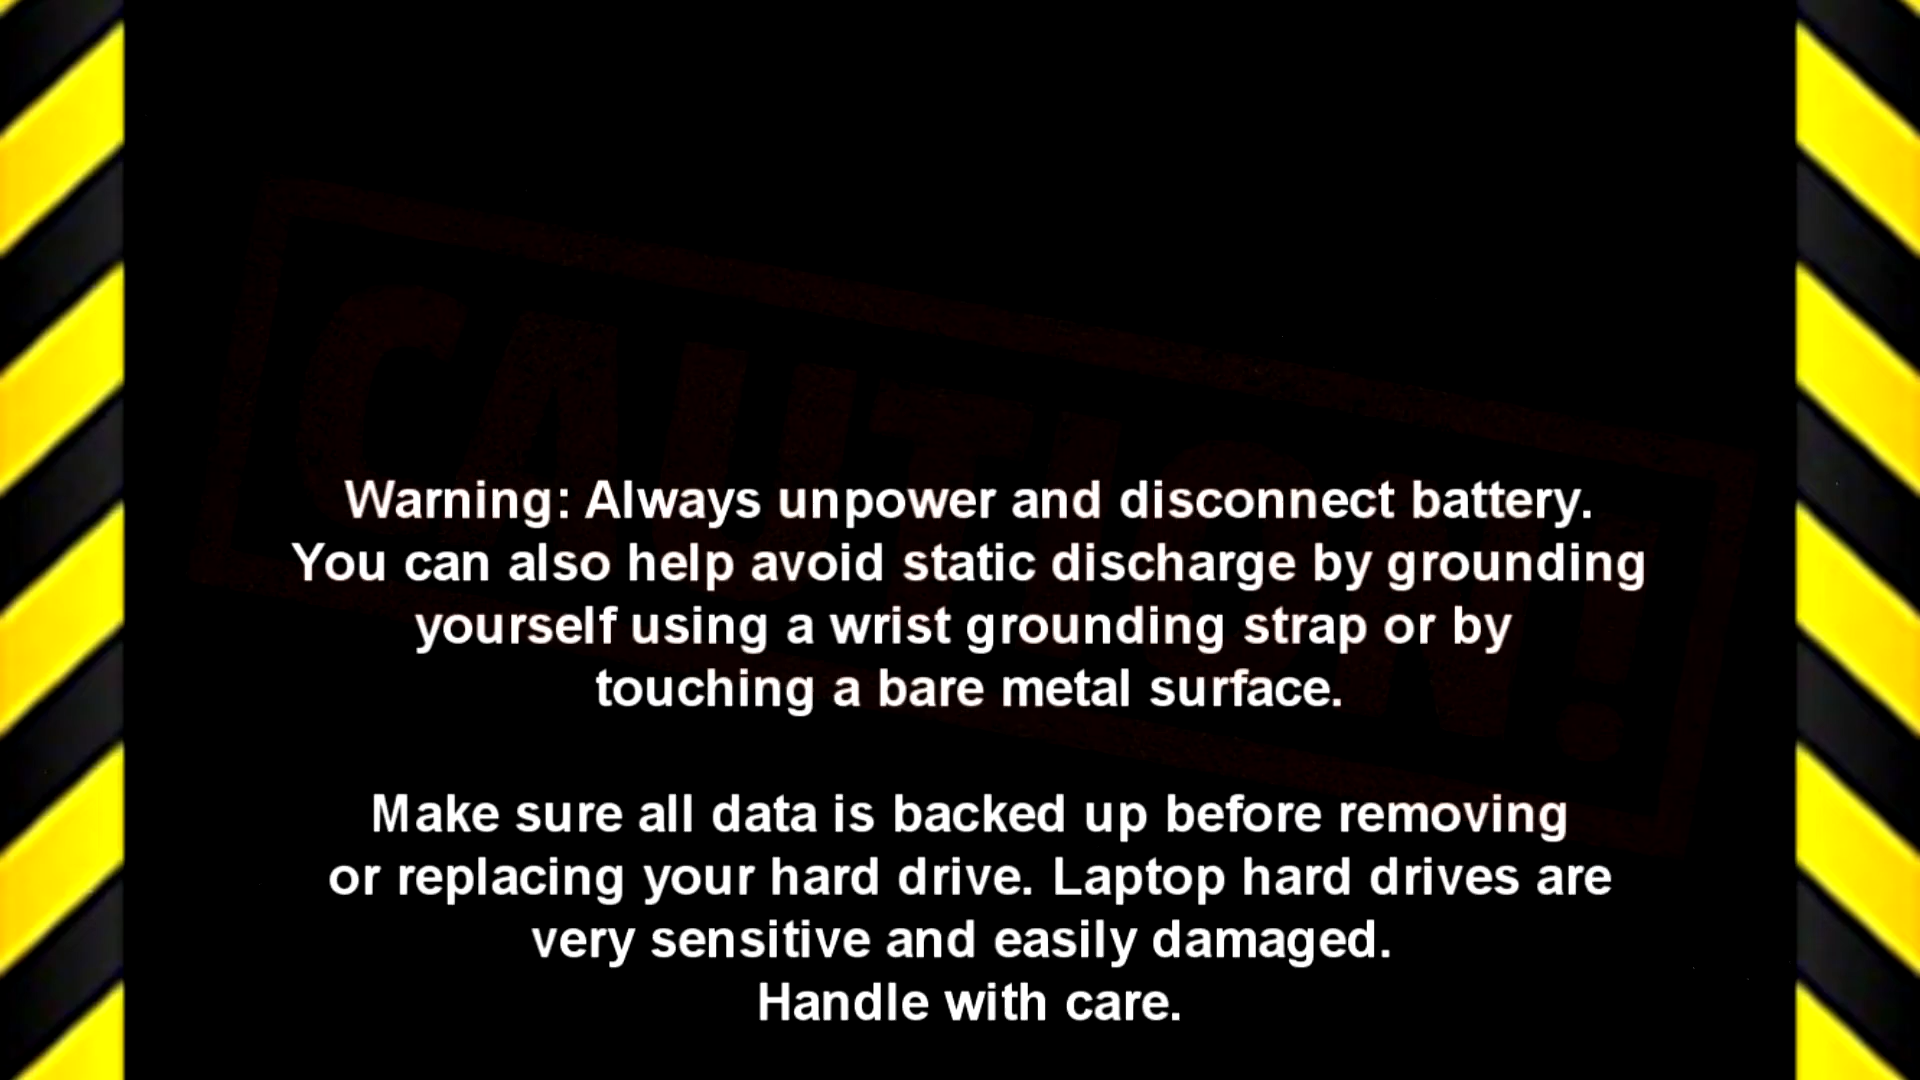 CAUTION!
Warning: Always unpower and disconnect battery.
You can also help avoid static discharge by grounding
yourself using a wrist grounding strap or by
touching a bare metal surface.
Make sure all data is backed up before removing
or replacing your hard drive. Laptop hard drives are
very sensitive and easily damaged.
Handle with care.